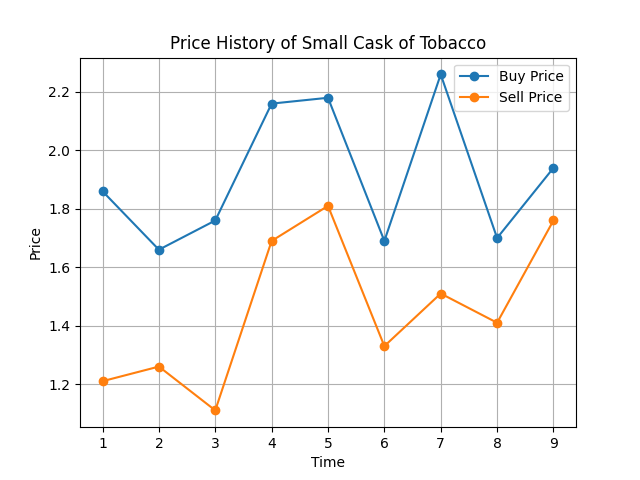 Price History of Small Cask of Tobacco
Buy Price
Sell Price
Price
2.2
2.0
1.8
1.6
1.4
1.2
1 2 3 4 5 6 7 8 9
Time